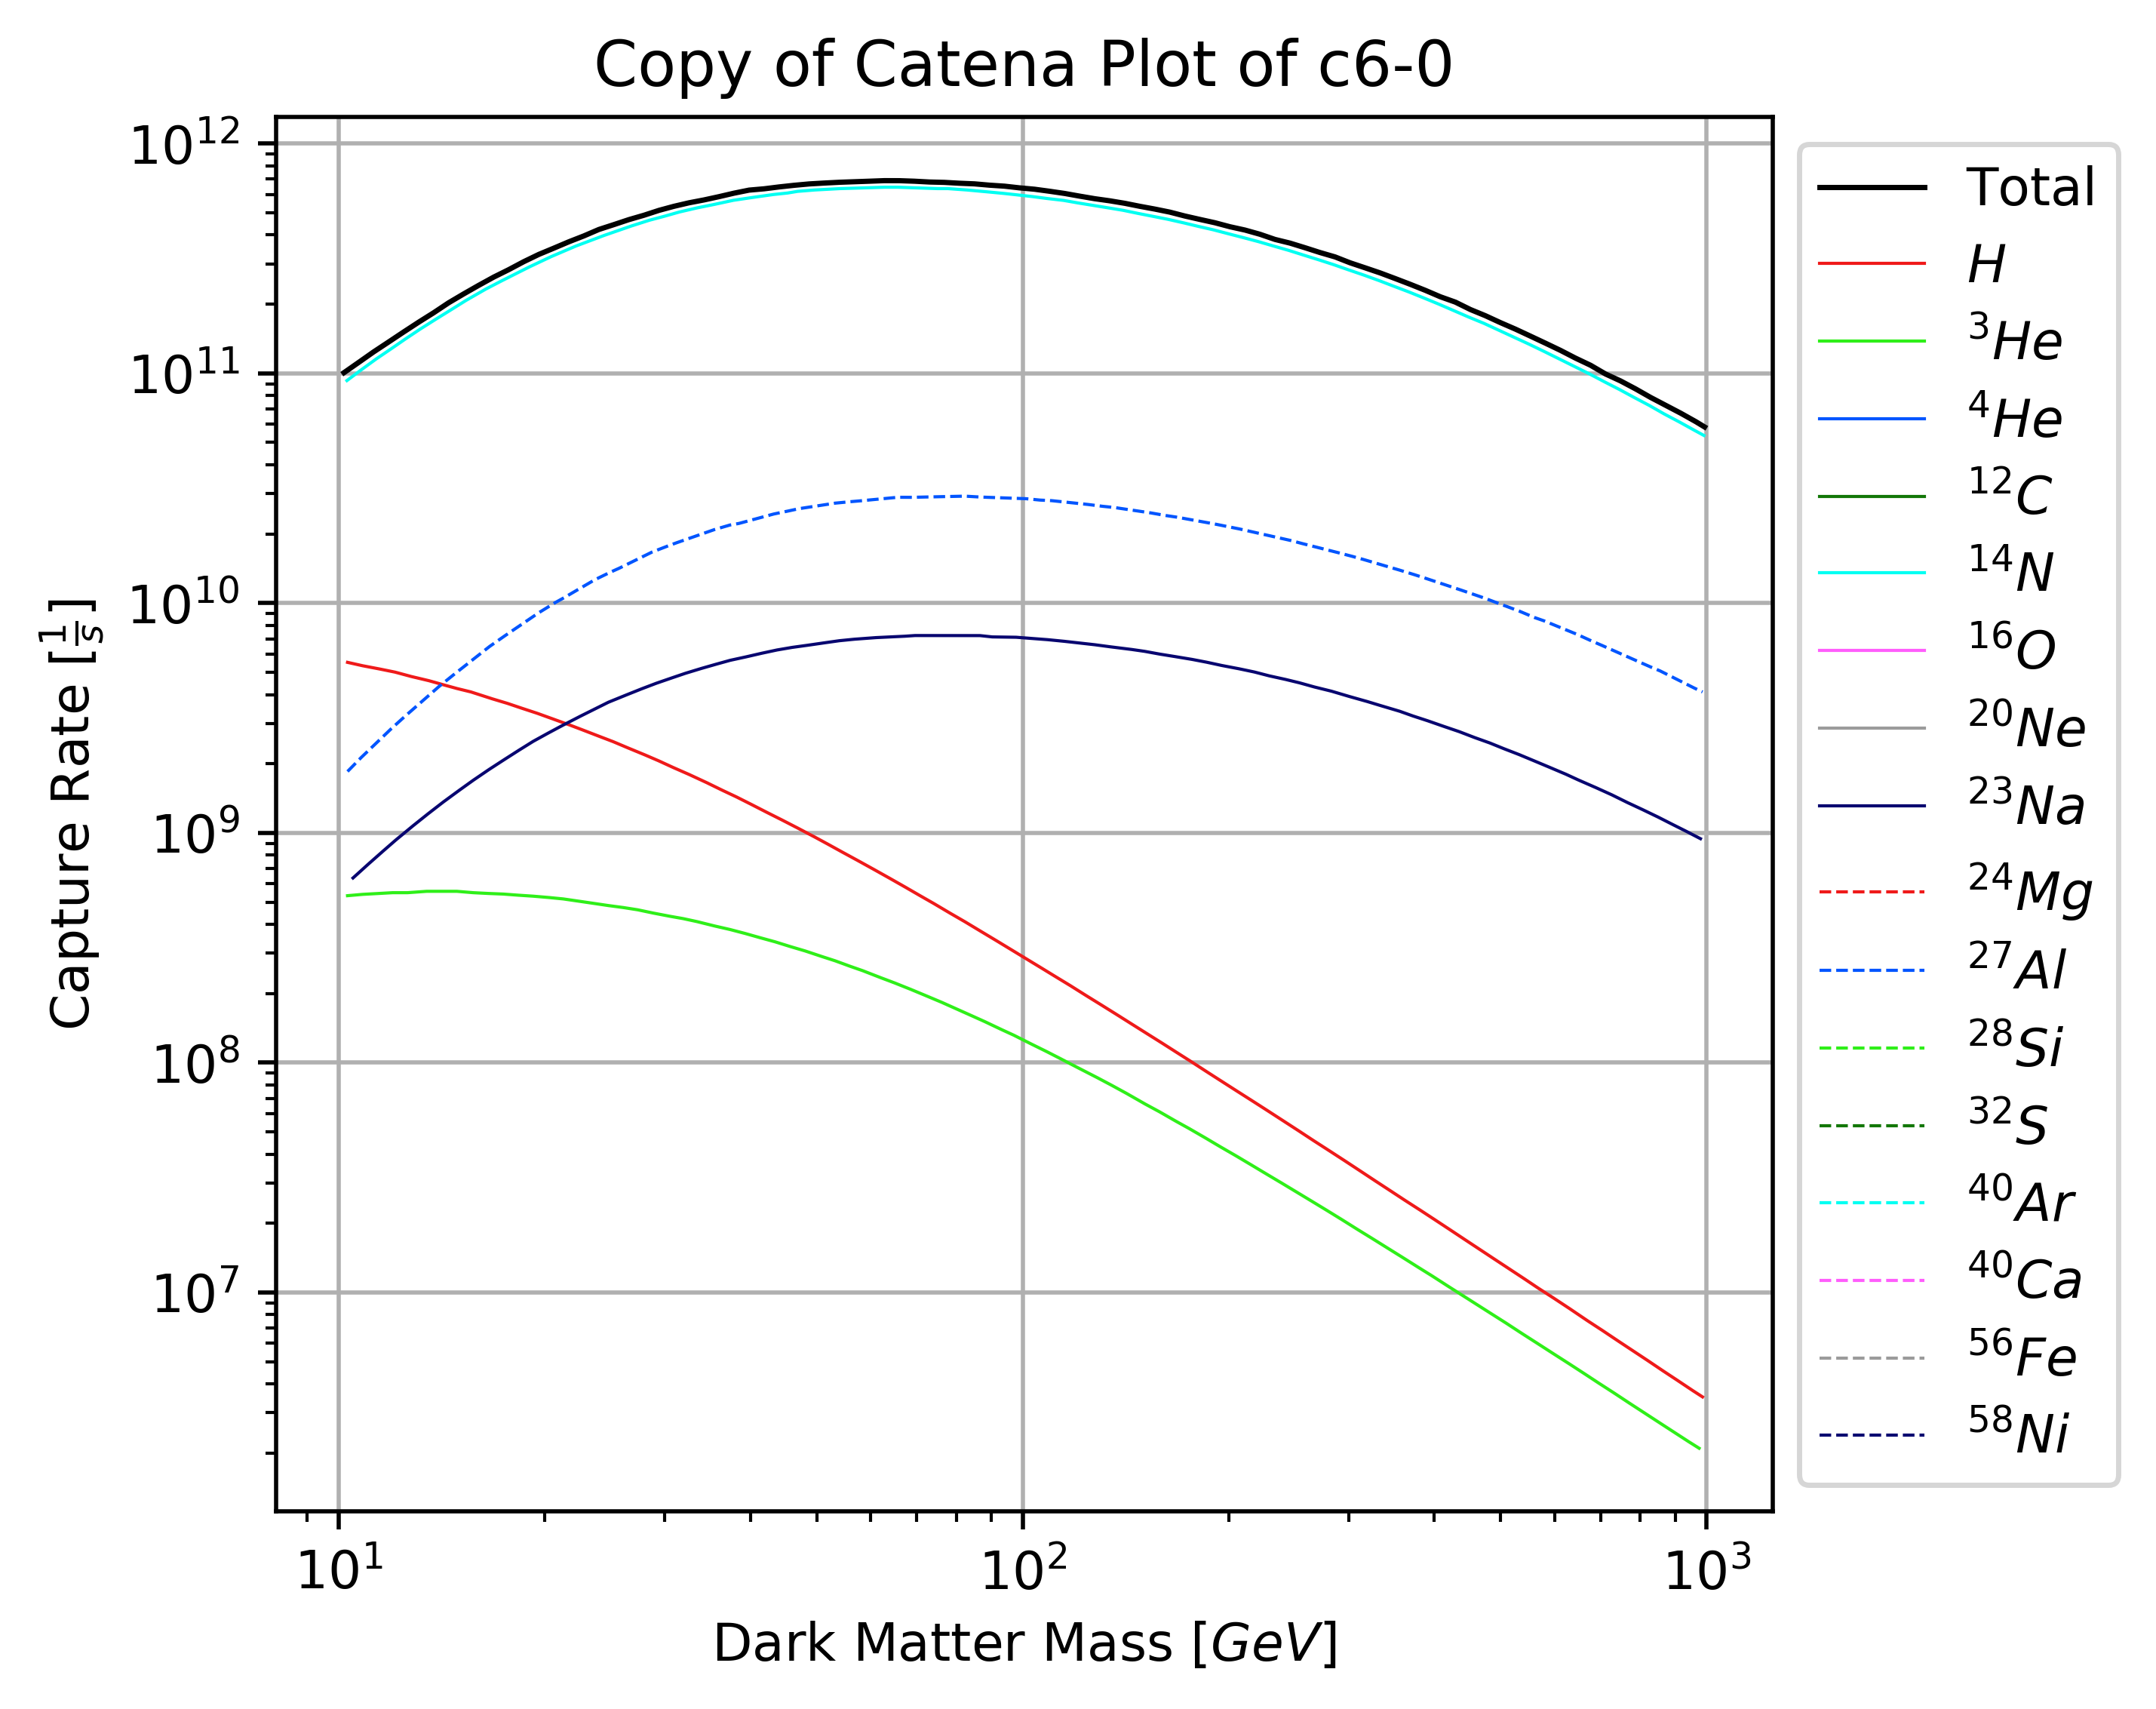 Copy of Catena Plot of c6-0
Capture Rate [1/s]
10^12
10^11
10^10
10^9
10^8
10^7
10^1
10^2
10^3
Dark Matter Mass [GeV]
Total
H
^3He
^4He
^12C
^14N
^16O
^20Ne
^23Na
^24Mg
^27Al
^28Si
^32S
^40Ar
^40Ca
^56Fe
^58Ni